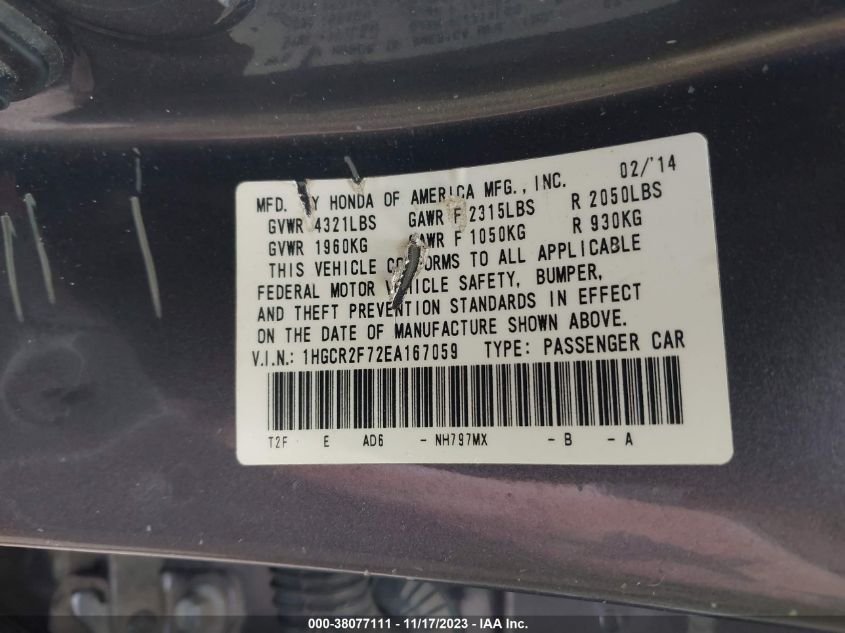 02/'14
MFD. BY HONDA OF AMERICA MFG., INC.
GVWR 4321LBS GAWR F 2315LBS R 2050LBS
GVWR 1960KG GAWR F 1050KG R 930KG
THIS VEHICLE CONFORMS TO ALL APPLICABLE
FEDERAL MOTOR VEHICLE SAFETY, BUMPER,
AND THEFT PREVENTION STANDARDS IN EFFECT
ON THE DATE OF MANUFACTURE SHOWN ABOVE.
V.I.N.: 1HGCR2F72EA167059 TYPE: PASSENGER CAR
T2F E AD6 - NH797MX - B - A
000-38077111 - 11/17/2023 - IAA Inc.